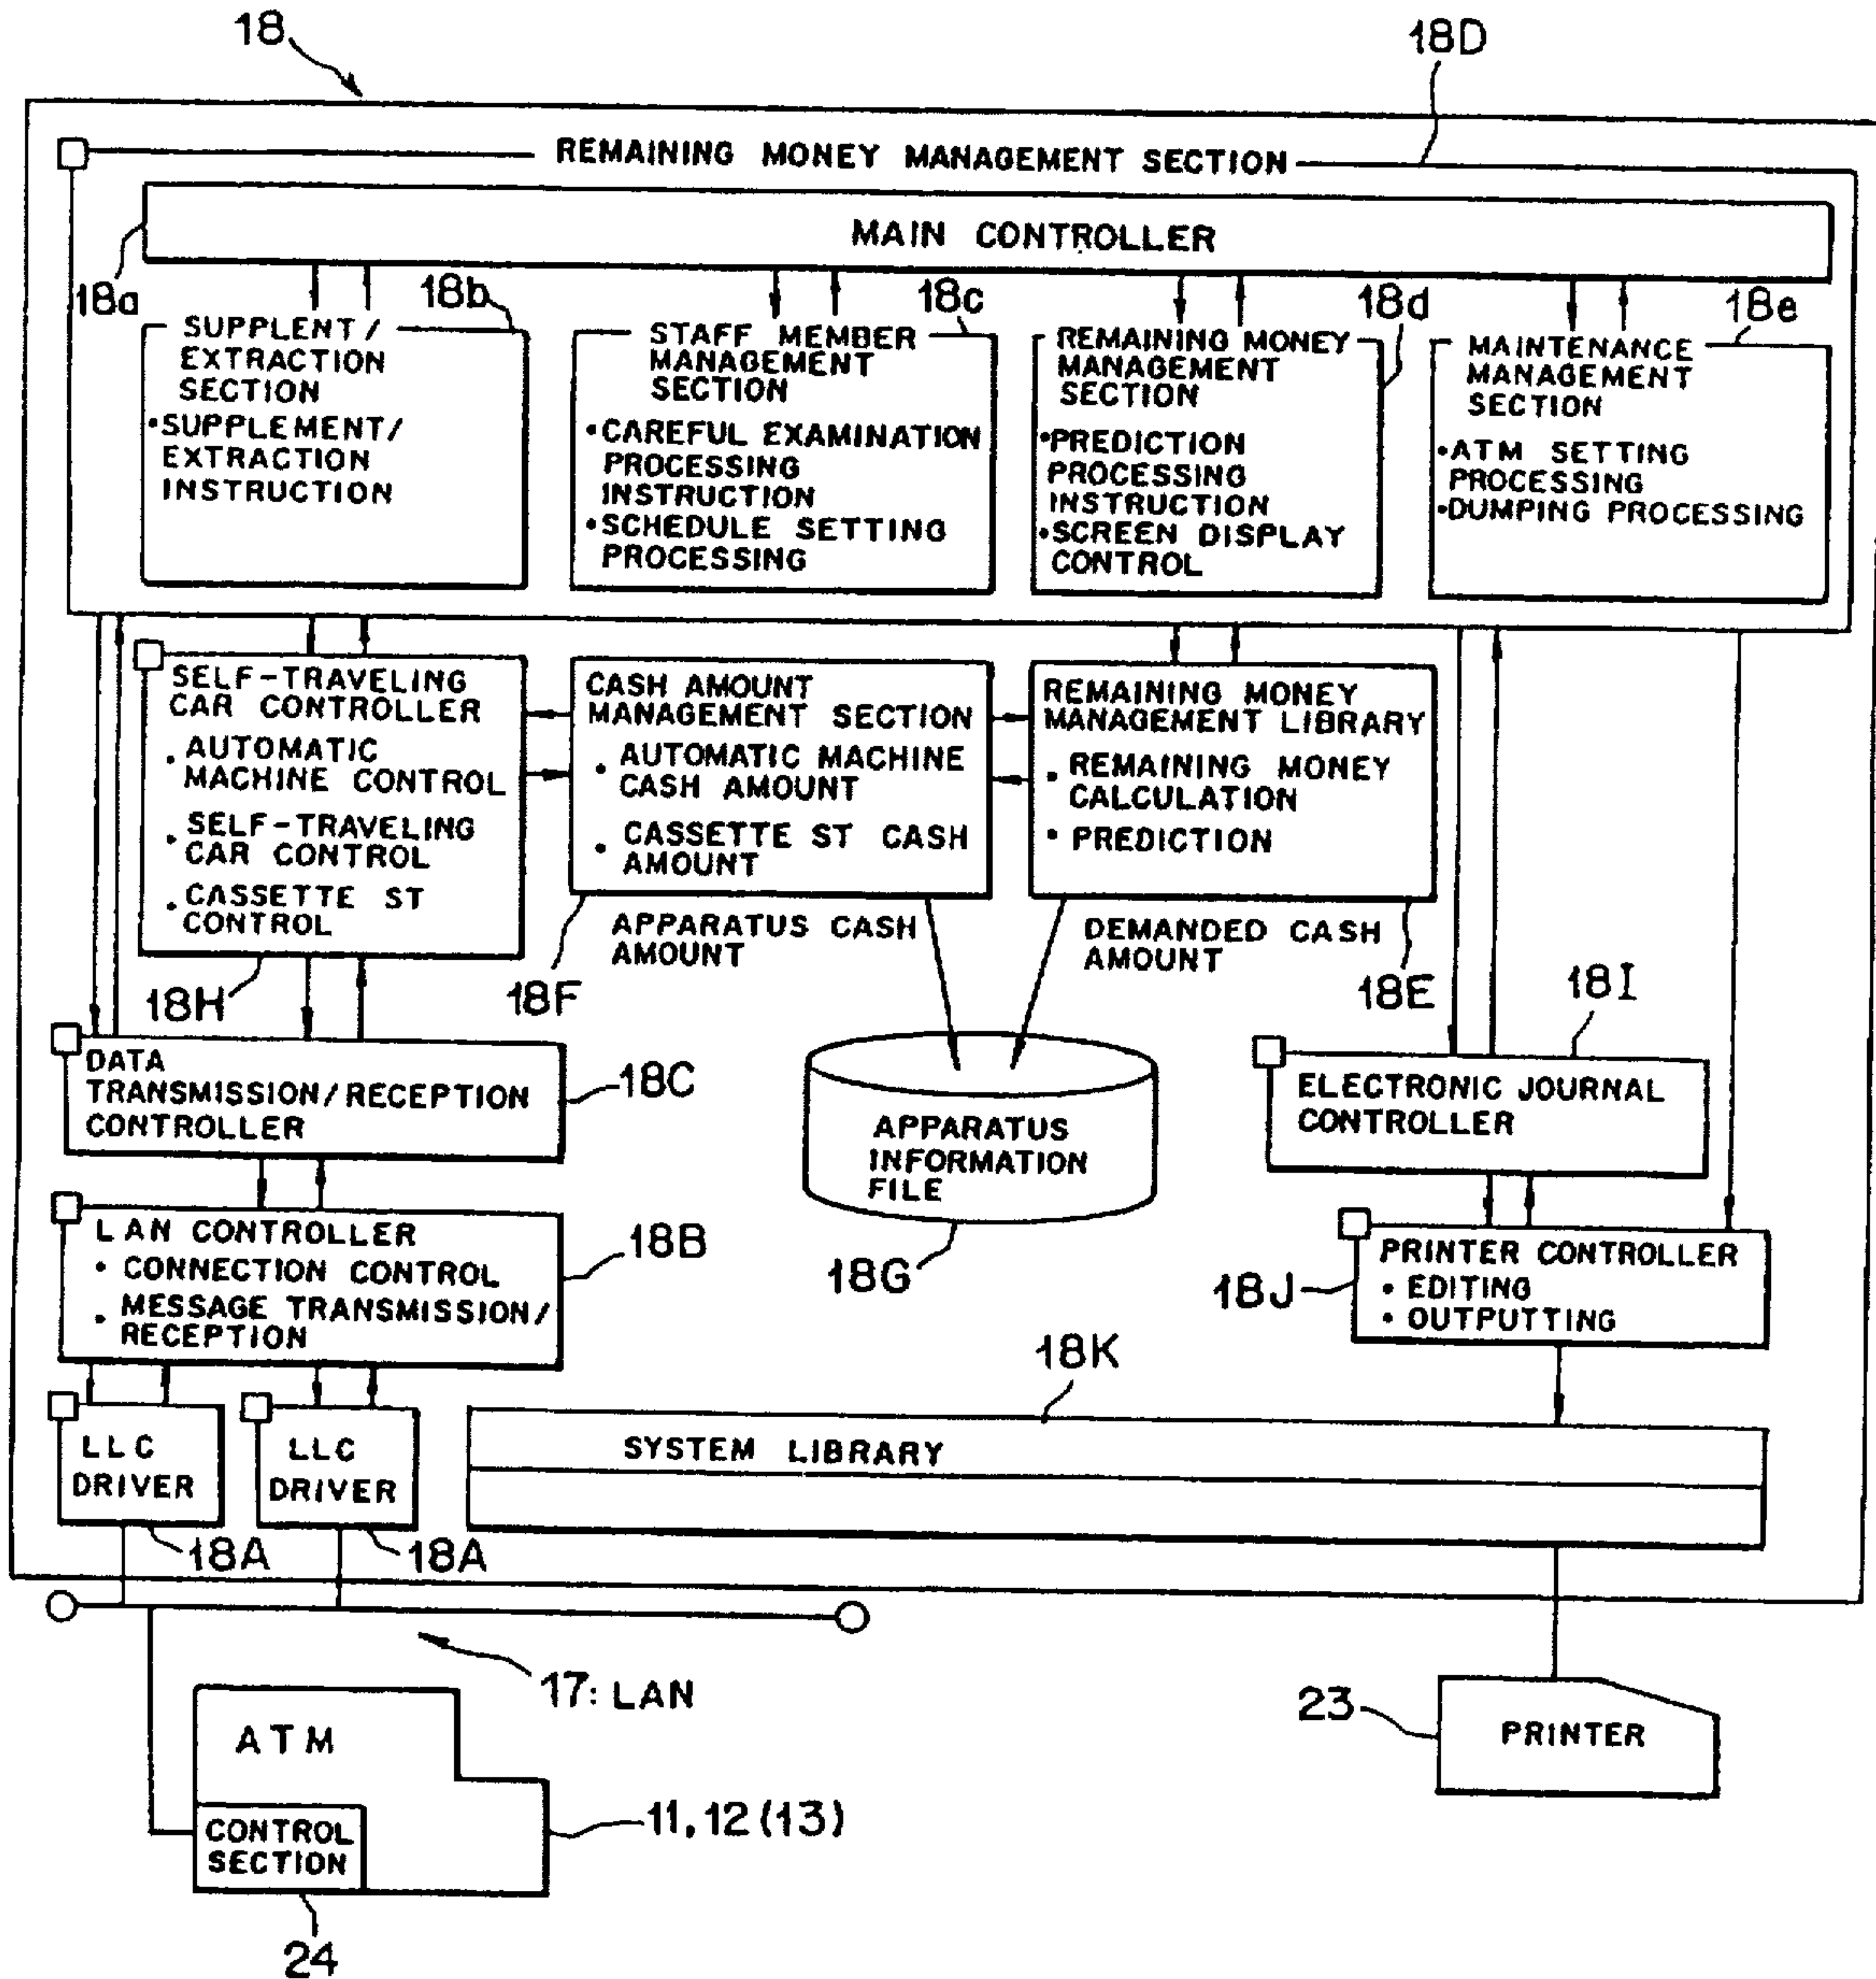 18
18D
REMAINING MONEY MANAGEMENT SECTION
MAIN CONTROLLER
18a
18b
18c
18d
18e
SUPPLENT/
EXTRACTION
SECTION
•SUPPLEMENT/
EXTRACTION
INSTRUCTION
STAFF MEMBER
MANAGEMENT
SECTION
•CAREFUL EXAMINATION
PROCESSING
INSTRUCTION
•SCHEDULE SETTING
PROCESSING
REMAINING MONEY
MANAGEMENT
SECTION
•PREDICTION
PROCESSING
INSTRUCTION
•SCREEN DISPLAY
CONTROL
MAINTENANCE
MANAGEMENT
SECTION
•ATM SETTING
PROCESSING
•DUMPING PROCESSING
SELF-TRAVELING
CAR CONTROLLER
• AUTOMATIC
MACHINE CONTROL
• SELF-TRAVELING
CAR CONTROL
• CASSETTE ST
CONTROL
18H
CASH AMOUNT
MANAGEMENT SECTION
• AUTOMATIC MACHINE
CASH AMOUNT
• CASSETTE ST CASH
AMOUNT
18F
REMAINING MONEY
MANAGEMENT LIBRARY
• REMAINING MONEY
CALCULATION
• PREDICTION
18E
APPARATUS CASH
AMOUNT
DEMANDED CASH
AMOUNT
18I
DATA
TRANSMISSION/RECEPTION
CONTROLLER
18C
APPARATUS
INFORMATION
FILE
18G
ELECTRONIC JOURNAL
CONTROLLER
LAN CONTROLLER
• CONNECTION CONTROL
• MESSAGE TRANSMISSION/
RECEPTION
18B
18J
PRINTER CONTROLLER
• EDITING
• OUTPUTTING
18K
LLC
DRIVER
LLC
DRIVER
SYSTEM LIBRARY
18A
18A
17: LAN
ATM
CONTROL
SECTION
11, 12 (13)
24
23
PRINTER